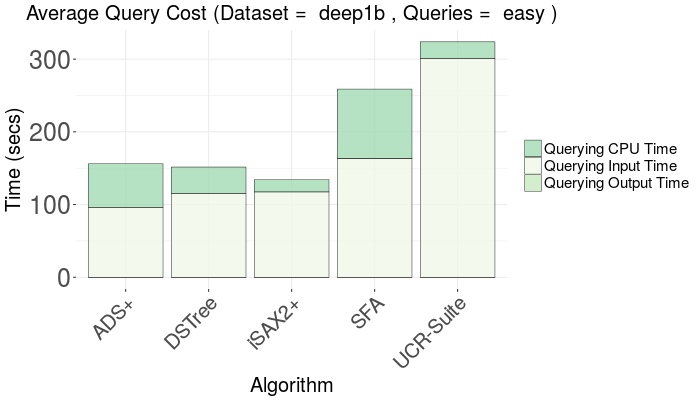 Average Query Cost (Dataset =  deep1b , Queries =  easy )
Time (secs)
300
200
100
0
ADS+
DSTree
iSAX2+
SFA
UCR-Suite
Algorithm
Querying CPU Time
Querying Input Time
Querying Output Time